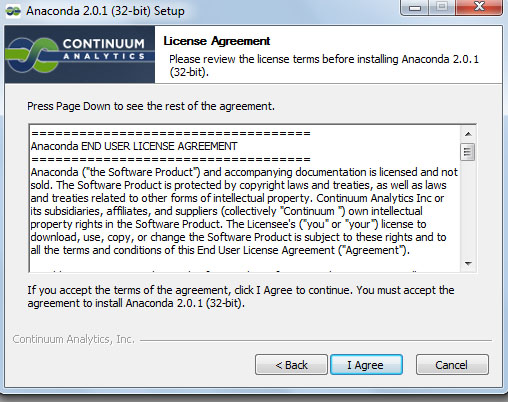 Anaconda 2.0.1 (32-bit) Setup
CONTINUUM
ANALYTICS
License Agreement
Please review the license terms before installing Anaconda 2.0.1
(32-bit).
Press Page Down to see the rest of the agreement.
====================================
Anaconda END USER LICENSE AGREEMENT
====================================
Anaconda ("the Software Product") and accompanying documentation is licensed and not
sold. The Software Product is protected by copyright laws and treaties, as well as laws
and treaties related to other forms of intellectual property. Continuum Analytics Inc or
its subsidiaries, affiliates, and suppliers (collectively "Continuum ") own intellectual
property rights in the Software Product. The Licensee's ("you" or "your") license to
download, use, copy, or change the Software Product is subject to these rights and to
all the terms and conditions of this End User License Agreement ("Agreement").
If you accept the terms of the agreement, click I Agree to continue. You must accept the
agreement to install Anaconda 2.0.1 (32-bit).
Continuum Analytics, Inc.
< Back
I Agree
Cancel